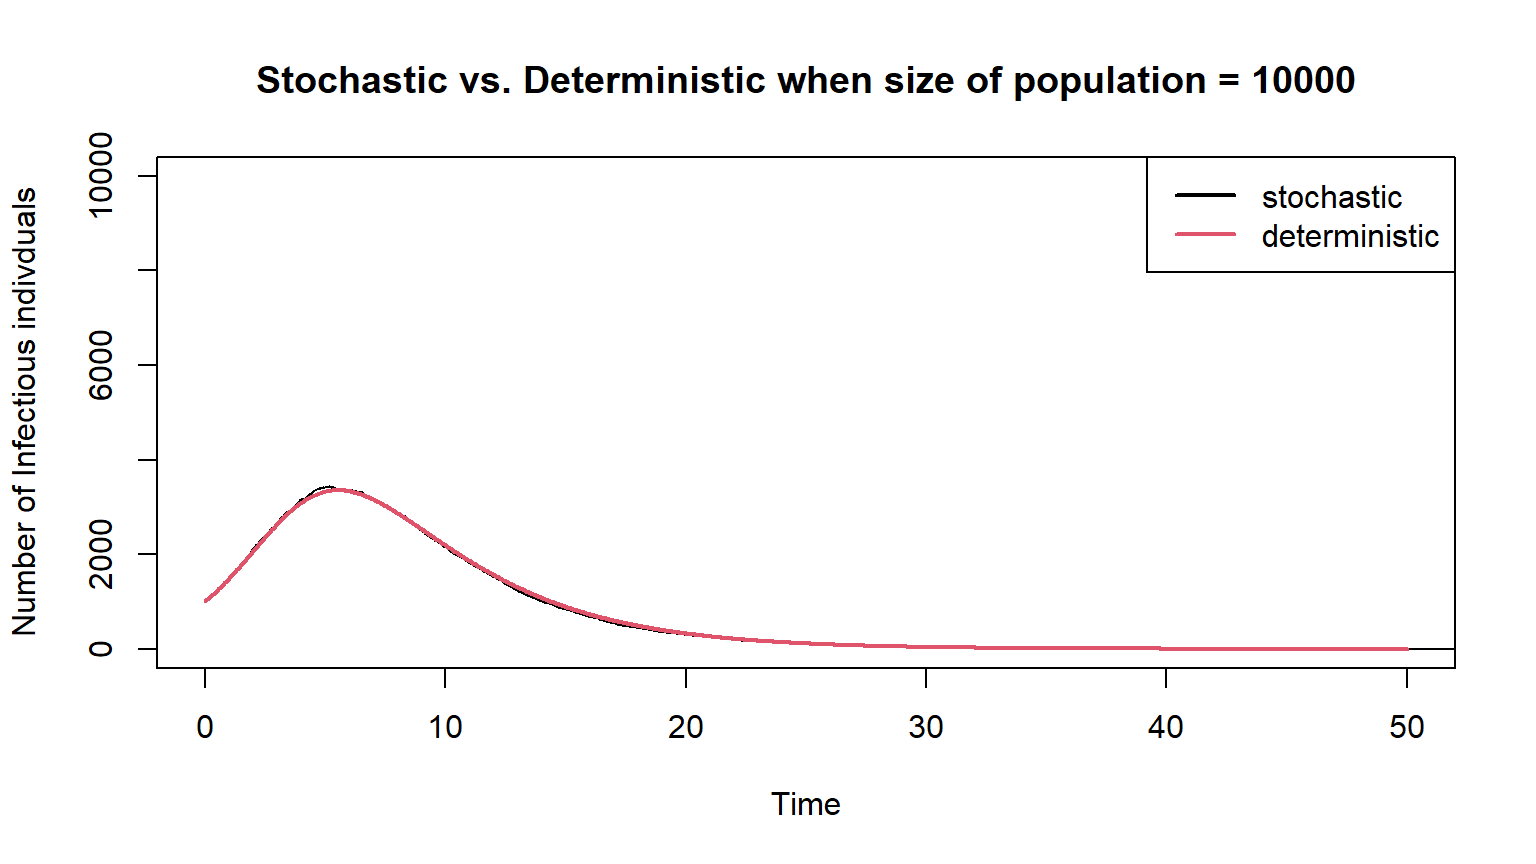 Stochastic vs. Deterministic when size of population = 10000
Number of Infectious indivduals
10000
6000
2000
0
stochastic
deterministic
0 10 20 30 40 50
Time